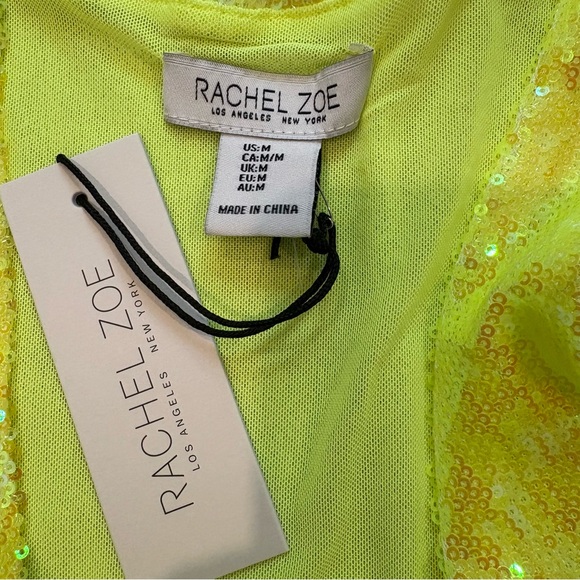 RACHEL ZOE
LOS ANGELES NEW YORK
US:M
CA:M/M
UK:M
EU:M
AU:M
MADE IN CHINA
RACHEL ZOE
LOS ANGELES NEW YORK